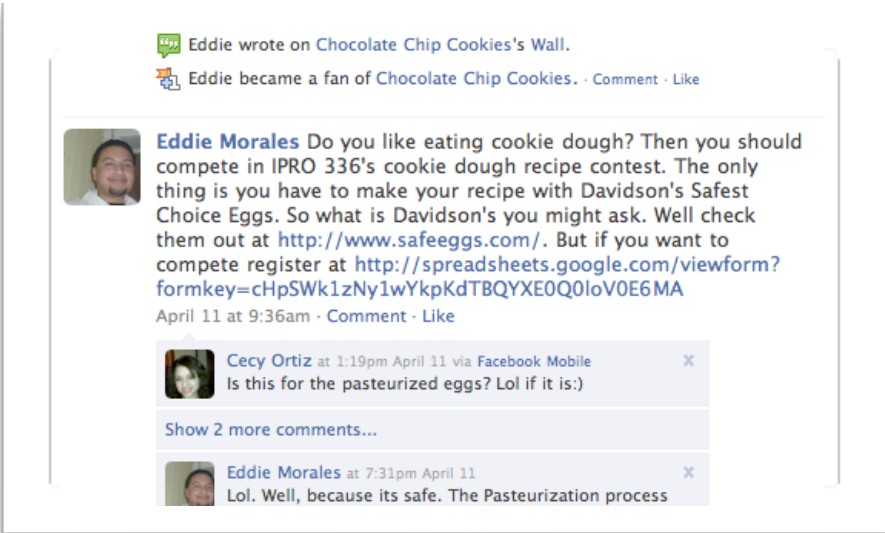 Eddie wrote on Chocolate Chip Cookies's Wall.
Eddie became a fan of Chocolate Chip Cookies. · Comment · Like
Eddie Morales Do you like eating cookie dough? Then you should
compete in IPRO 336's cookie dough recipe contest. The only
thing is you have to make your recipe with Davidson's Safest
Choice Eggs. So what is Davidson's you might ask. Well check
them out at http://www.safeeggs.com/. But if you want to
compete register at http://spreadsheets.google.com/viewform?
formkey=cHpSWk1zNy1wYkpKdTBQYXE0Q0loV0E6MA
April 11 at 9:36am · Comment · Like
Cecy Ortiz at 1:19pm April 11 via Facebook Mobile
Is this for the pasteurized eggs? Lol if it is:)
Show 2 more comments...
Eddie Morales at 7:31pm April 11
Lol. Well, because its safe. The Pasteurization process